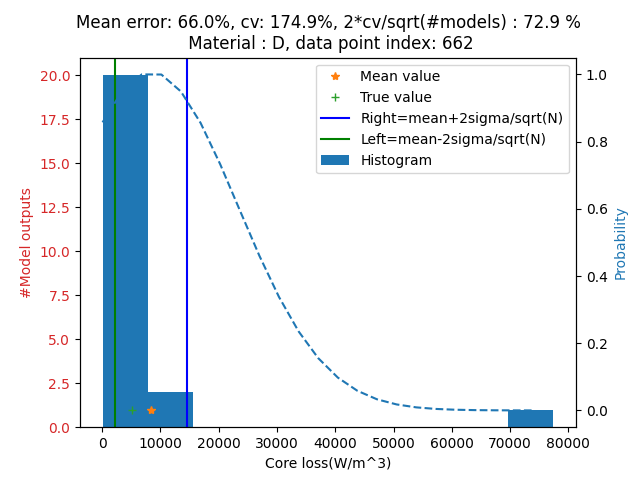 Mean error: 66.0%, cv: 174.9%, 2*cv/sqrt(#models) : 72.9 %
Material : D, data point index: 662
Mean value
True value
Right=mean+2sigma/sqrt(N)
Left=mean-2sigma/sqrt(N)
Histogram
20.0
17.5
15.0
12.5
10.0
7.5
5.0
2.5
0.0
#Model outputs
1.0
0.8
0.6
0.4
0.2
0.0
Probability
0 10000 20000 30000 40000 50000 60000 70000 80000
Core loss(W/m^3)